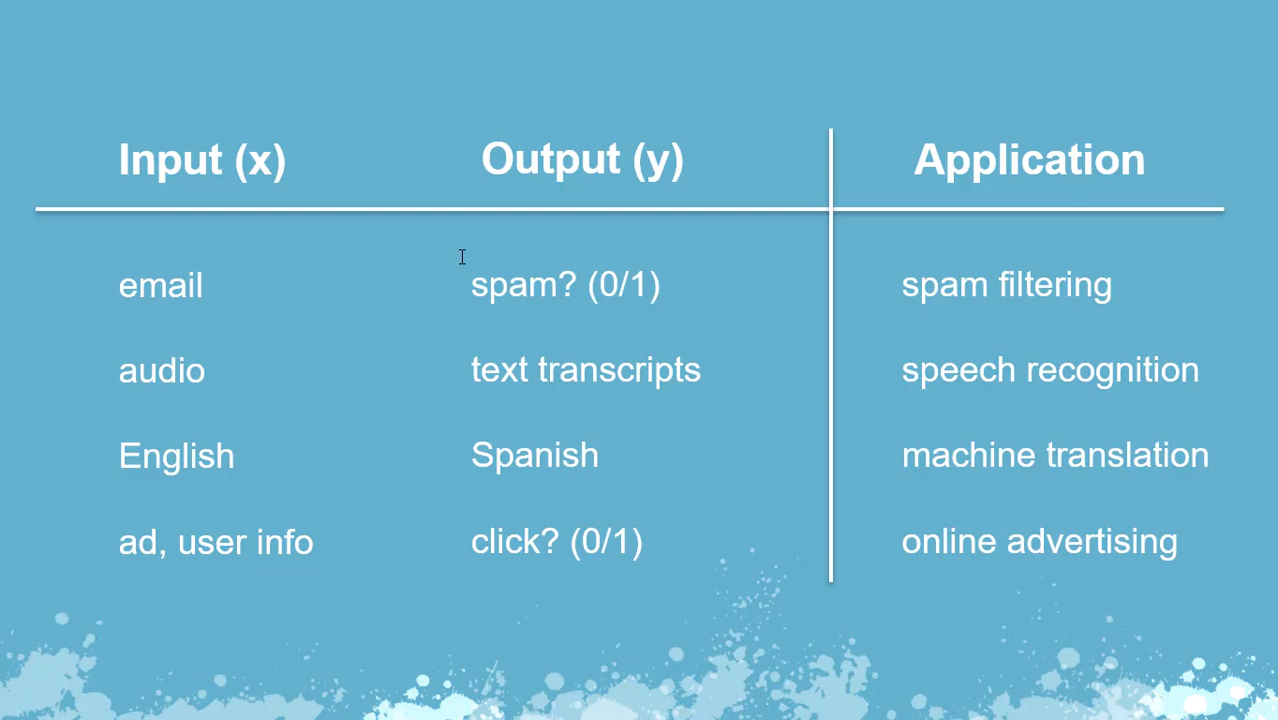 Input (x) Output (y) Application
email spam? (0/1) spam filtering
audio text transcripts speech recognition
English Spanish machine translation
ad, user info click? (0/1) online advertising